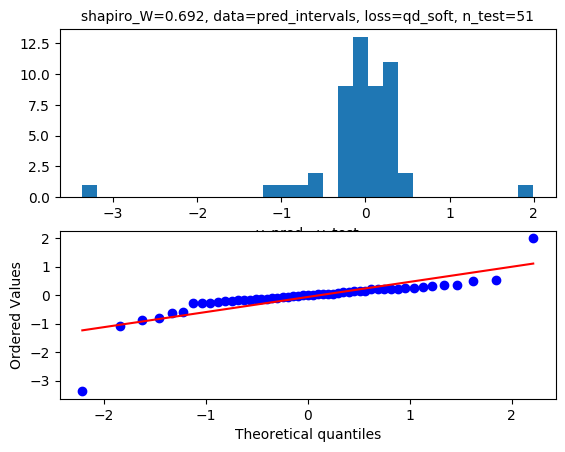 shapiro_W=0.692, data=pred_intervals, loss=qd_soft, n_test=51
12.5
10.0
7.5
5.0
2.5
0.0
−3 −2 −1 0 1 2
2
1
0
−1
−2
−3
Ordered Values
−2 −1 0 1 2
Theoretical quantiles